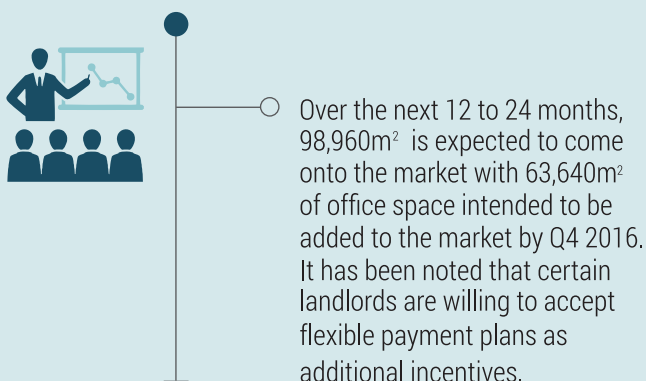 Over the next 12 to 24 months,
98,960m² is expected to come
onto the market with 63,640m²
of office space intended to be
added to the market by Q4 2016.
It has been noted that certain
landlords are willing to accept
flexible payment plans as
additional incentives.